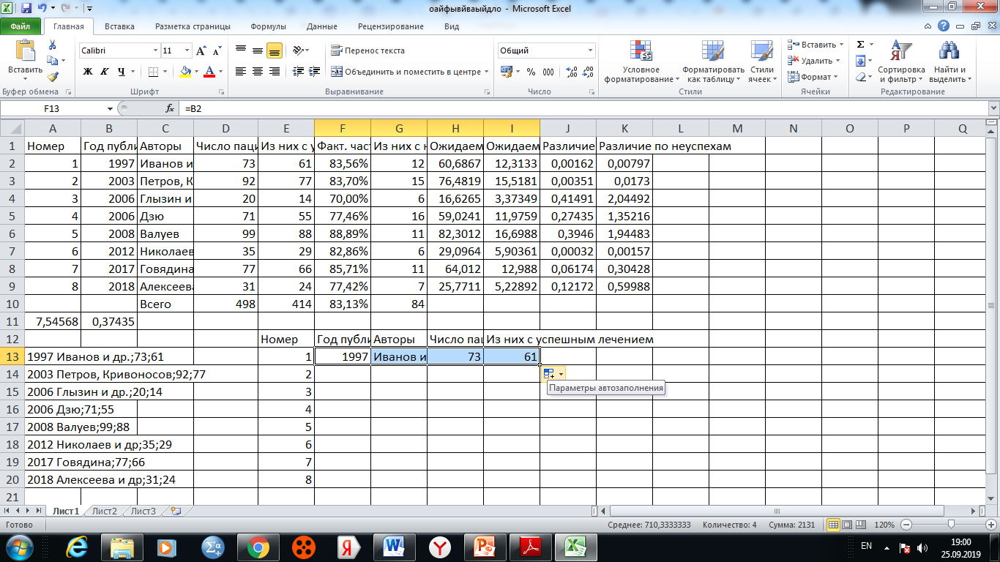 оайфывйваыйдло - Microsoft Excel
Файл Главная Вставка Разметка страницы Формулы Данные Рецензирование Вид
Вставить
Буфер обмена
Calibri 11
Ж К Ч
Шрифт
Перенос текста
Объединить и поместить в центре
Выравнивание
Общий
% 000
Число
Условное форматирование
Форматировать как таблицу
Стили ячеек
Стили
Вставить
Удалить
Формат
Ячейки
Σ
Сортировка и фильтр
Найти и выделить
Редактирование
F13 fx =B2
A B C D E F G H I J K L M N O P Q
1 Номер Год публи Авторы Число паци Из них с у Факт. част Из них с н Ожидаем Ожидаем Различие Различие по неуспехам
2 1 1997 Иванов и 73 61 83,56% 12 60,6867 12,3133 0,00162 0,00797
3 2 2003 Петров, К 92 77 83,70% 15 76,4819 15,5181 0,00351 0,0173
4 3 2006 Глызин и 20 14 70,00% 6 16,6265 3,37349 0,41491 2,04492
5 4 2006 Дзю 71 55 77,46% 16 59,0241 11,9759 0,27435 1,35216
6 5 2008 Валуев 99 88 88,89% 11 82,3012 16,6988 0,3946 1,94483
7 6 2012 Николаев 35 29 82,86% 6 29,0964 5,90361 0,00032 0,00157
8 7 2017 Говядина 77 66 85,71% 11 64,012 12,988 0,06174 0,30428
9 8 2018 Алексеева 31 24 77,42% 7 25,7711 5,22892 0,12172 0,59988
10 Всего 498 414 83,13% 84
11 7,54568 0,37435
12 Номер Год публи Авторы Число пац Из них с успешным лечением
13 1997 Иванов и др.;73;61 1 1997 Иванов и 73 61
14 2003 Петров, Кривоносов;92;77 2
Параметры автозаполнения
15 2006 Глызин и др.;20;14 3
16 2006 Дзю;71;55 4
17 2008 Валуев;99;88 5
18 2012 Николаев и др;35;29 6
19 2017 Говядина;77;66 7
20 2018 Алексеева и др;31;24 8
21
Лист1 Лист2 Лист3
Готово Среднее: 710,3333333 Количество: 4 Сумма: 2131 120%
EN 19:00
25.09.2019